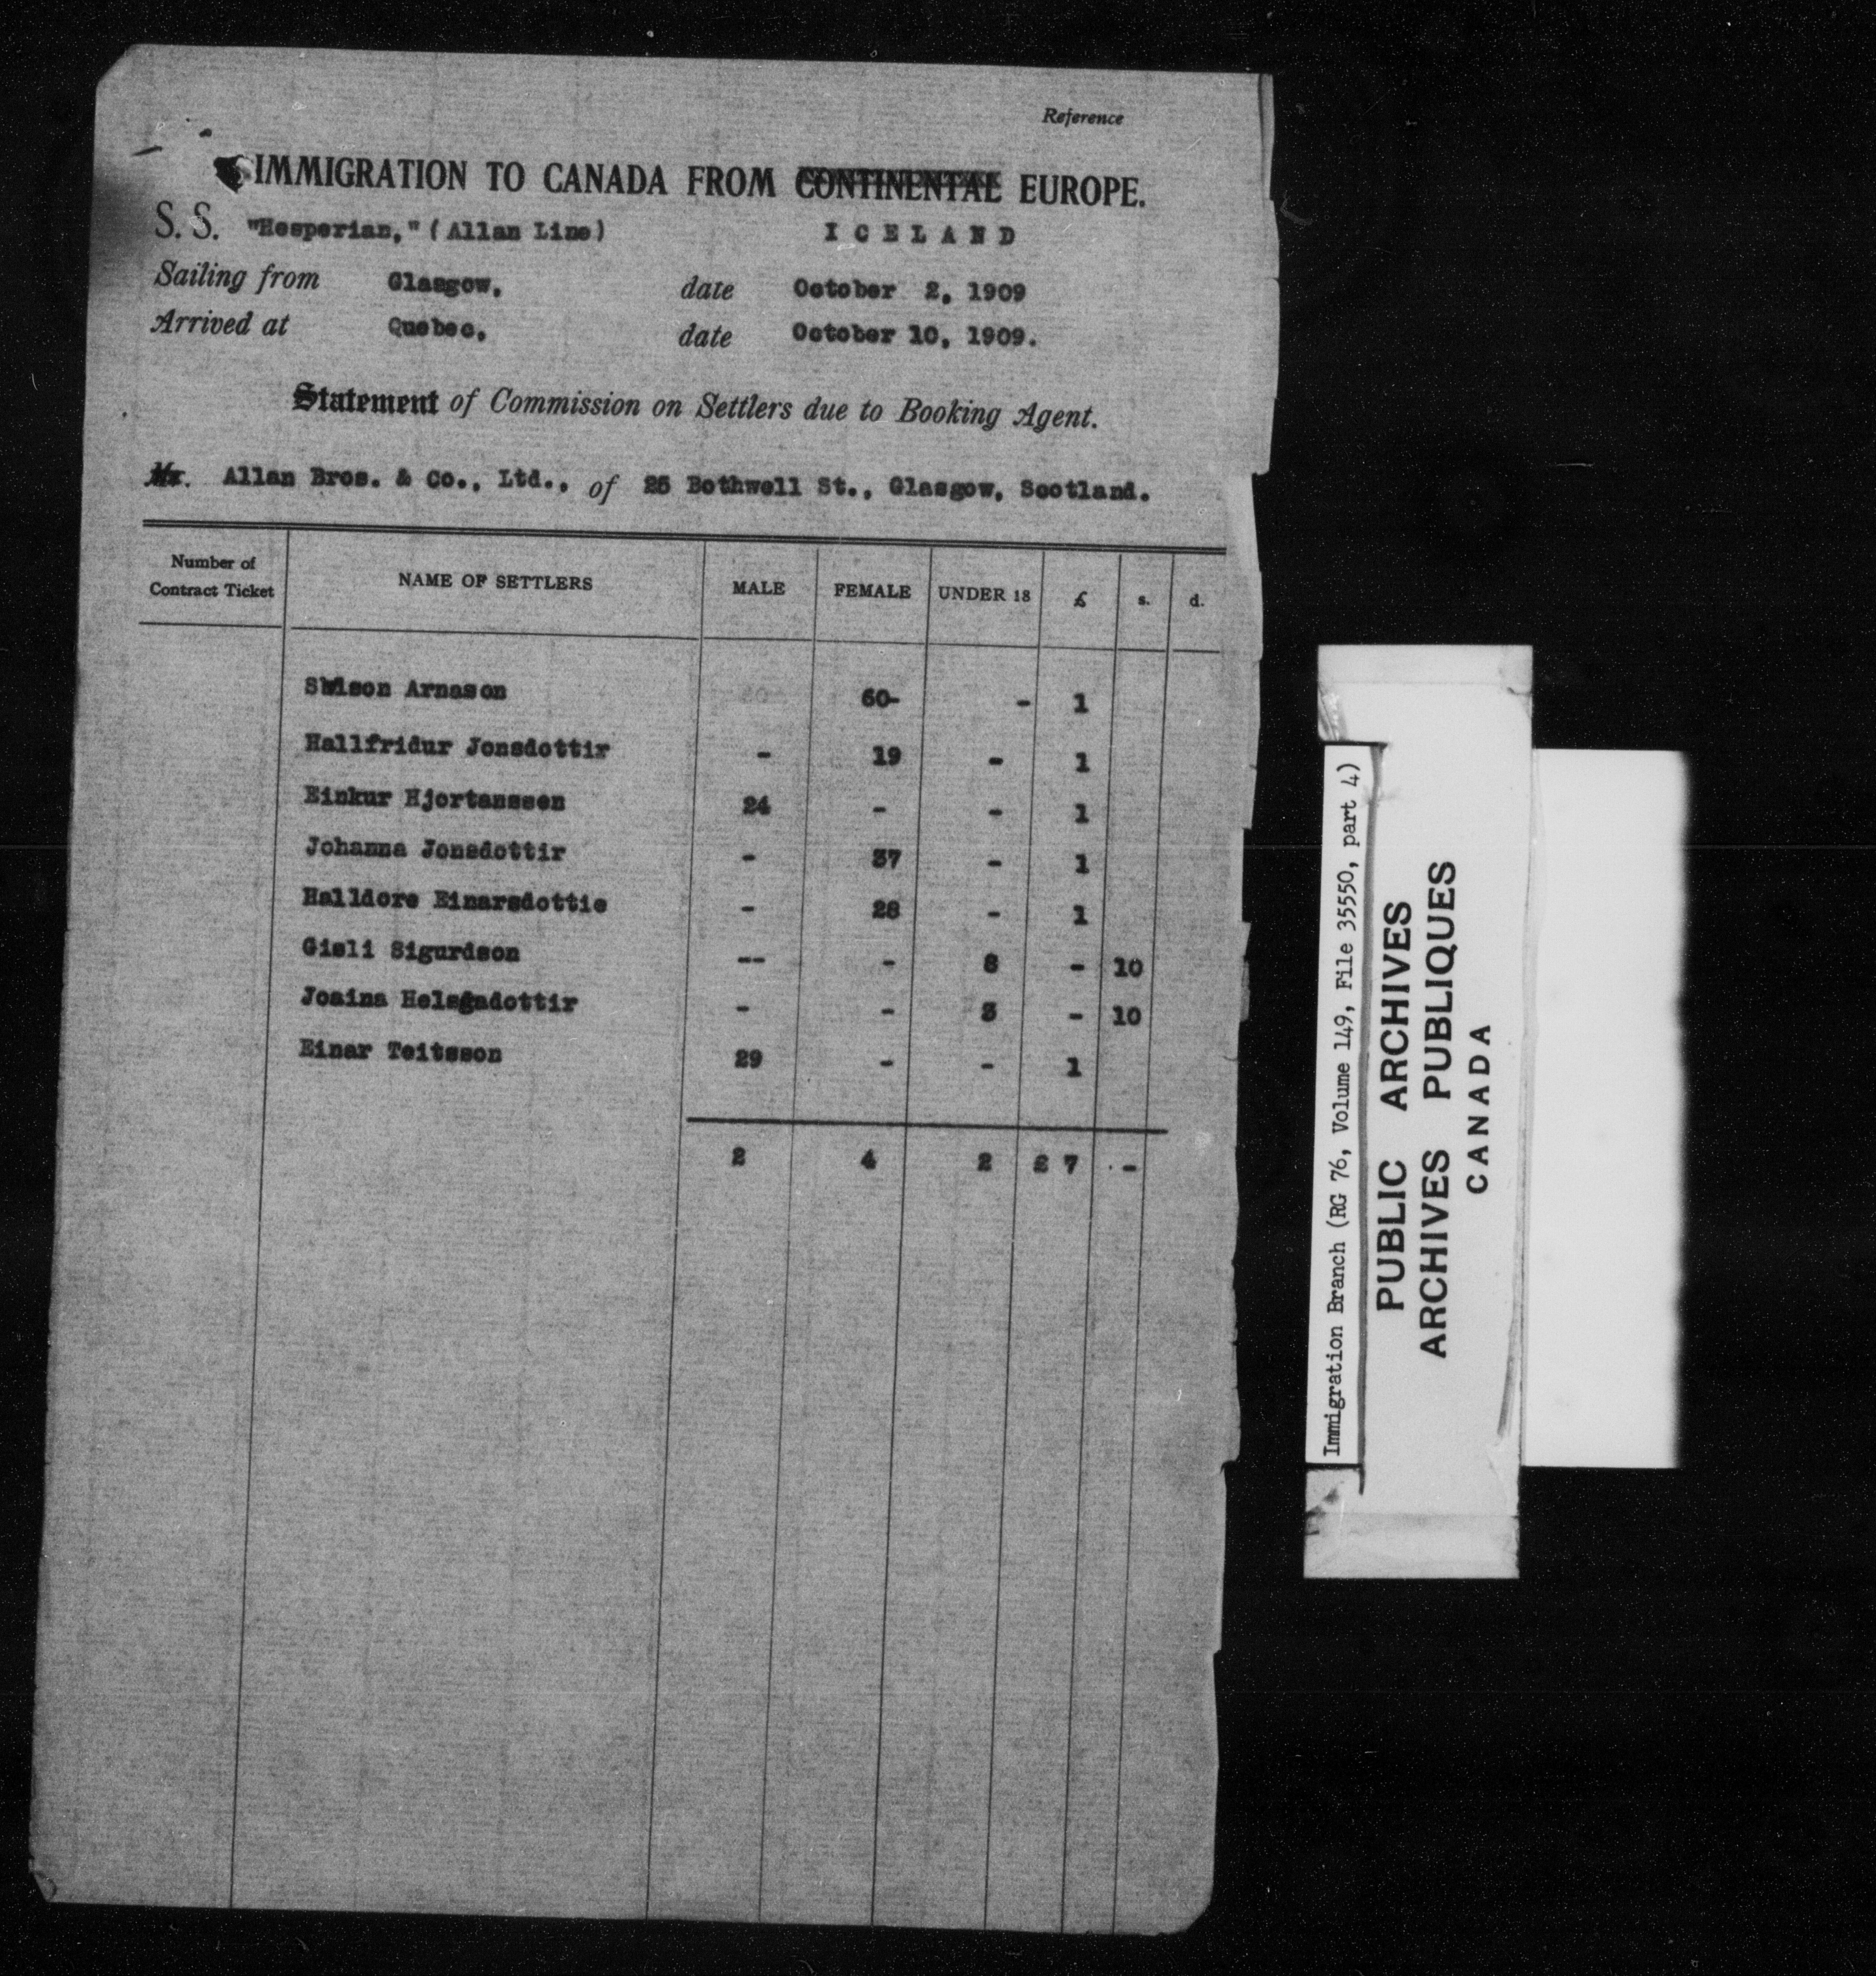 Reference
IMMIGRATION TO CANADA FROM CONTINENTAL EUROPE.
S. S. "Hesperian," (Allan Line) ICELAND
Sailing from Glasgow, date October 2, 1909
Arrived at Quebec, date October 10, 1909.
Statement of Commission on Settlers due to Booking Agent.
Mr. Allan Bros. & Co., Ltd., of 25 Bothwell St., Glasgow, Scotland.
Number of Contract Ticket NAME OF SETTLERS MALE FEMALE UNDER 18 £ s. d.
Arnason 60- - 1
Hallfridur Jonsdottir - 19 - 1
Einkur Hjortanssen 24 - - 1
Johanna Jonsdottir - 37 - 1
Halldore Einarsdottie - 28 - 1
Gisli Sigurdson -- - 8 - 10
Joaina Helsgadottir - - 3 - 10
Einar Teitsson 29 - - 1
2 4 2 £ 7 . -
Immigration Branch (RG 76, Volume 149, File 35550, part 4)
PUBLIC ARCHIVES
ARCHIVES PUBLIQUES
CANADA